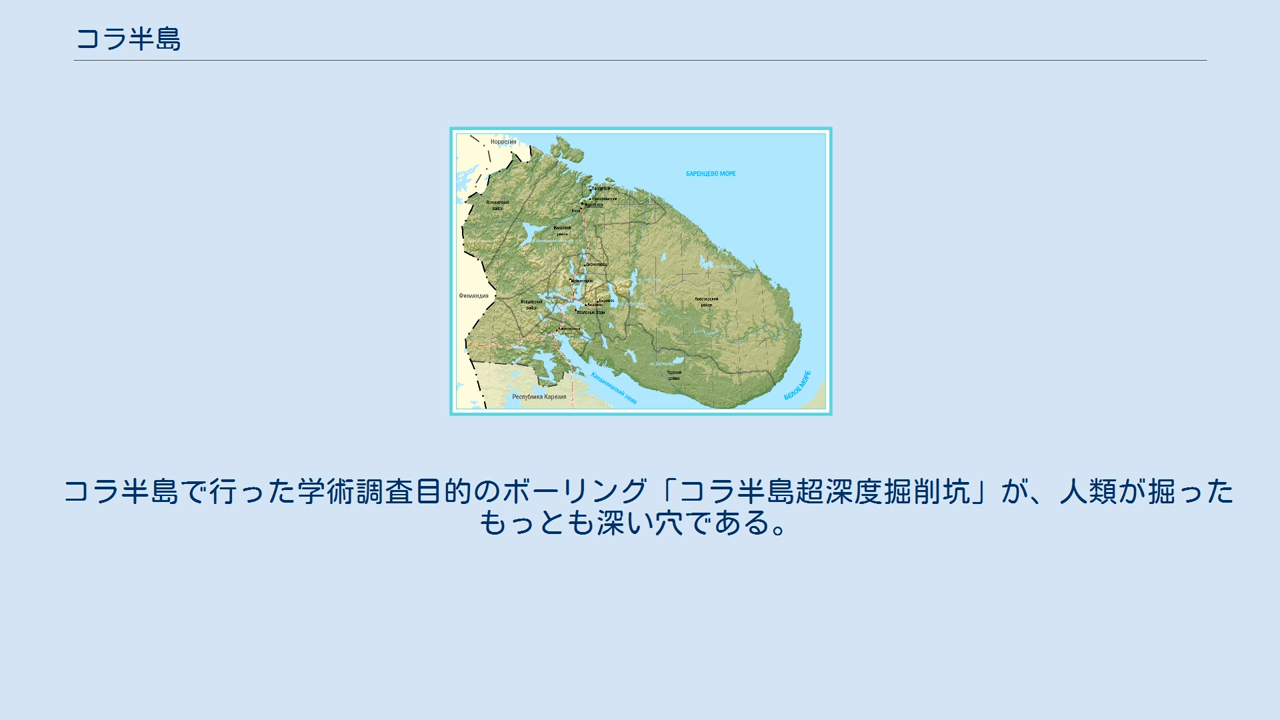 コラ半島
Норвегия
БАРЕНЦЕВО МОРЕ
Финляндия
Республика Карелия
Кандалакшский залив
БЕЛОЕ МОРЕ
コラ半島で行った学術調査目的のボーリング「コラ半島超深度掘削坑」が、人類が掘った
もっとも深い穴である。